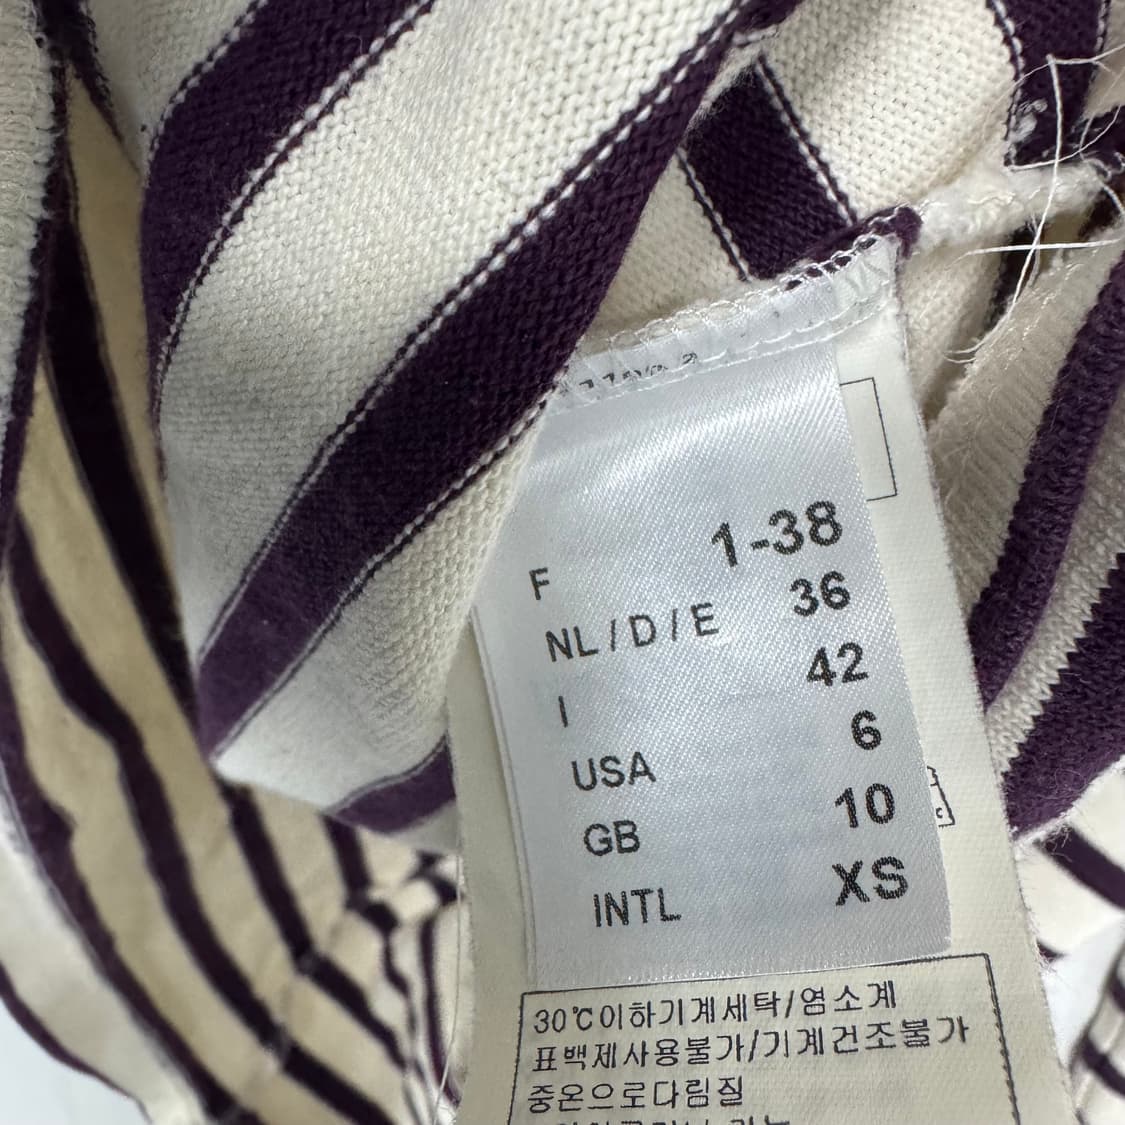 F 1-38
NL / D / E 36
I 42
USA 6
GB 10
INTL XS
30℃이하기계세탁/염소계
표백제사용불가/기계건조불가
중온으로다림질